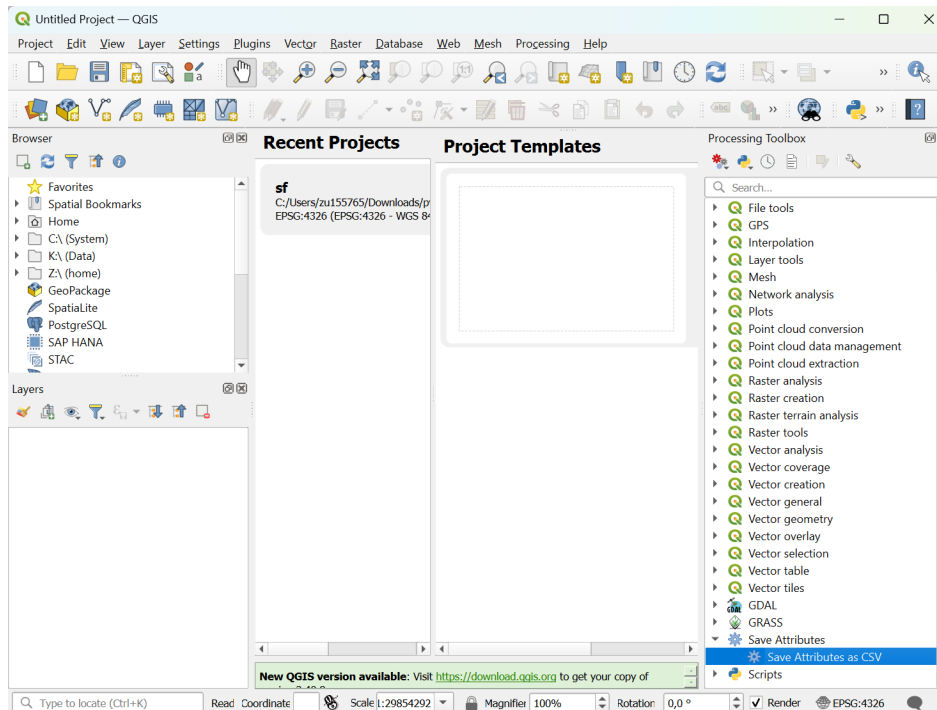 Untitled Project — QGIS
Project Edit View Layer Settings Plugins Vector Raster Database Web Mesh Processing Help
Browser
Favorites
Spatial Bookmarks
Home
C:\ (System)
K:\ (Data)
Z:\ (home)
GeoPackage
SpatiaLite
PostgreSQL
SAP HANA
STAC
Layers
Recent Projects
sf
C:/Users/zu155765/Downloads/p
EPSG:4326 (EPSG:4326 - WGS 84
Project Templates
New QGIS version available: Visit https://download.qgis.org to get your copy of
Processing Toolbox
Search...
File tools
GPS
Interpolation
Layer tools
Mesh
Network analysis
Plots
Point cloud conversion
Point cloud data management
Point cloud extraction
Raster analysis
Raster creation
Raster terrain analysis
Raster tools
Vector analysis
Vector coverage
Vector creation
Vector general
Vector geometry
Vector overlay
Vector selection
Vector table
Vector tiles
GDAL
GRASS
Save Attributes
Save Attributes as CSV
Scripts
Type to locate (Ctrl+K) Read Coordinate Scale 1:29854292 Magnifier 100% Rotation 0,0 ° Render EPSG:4326